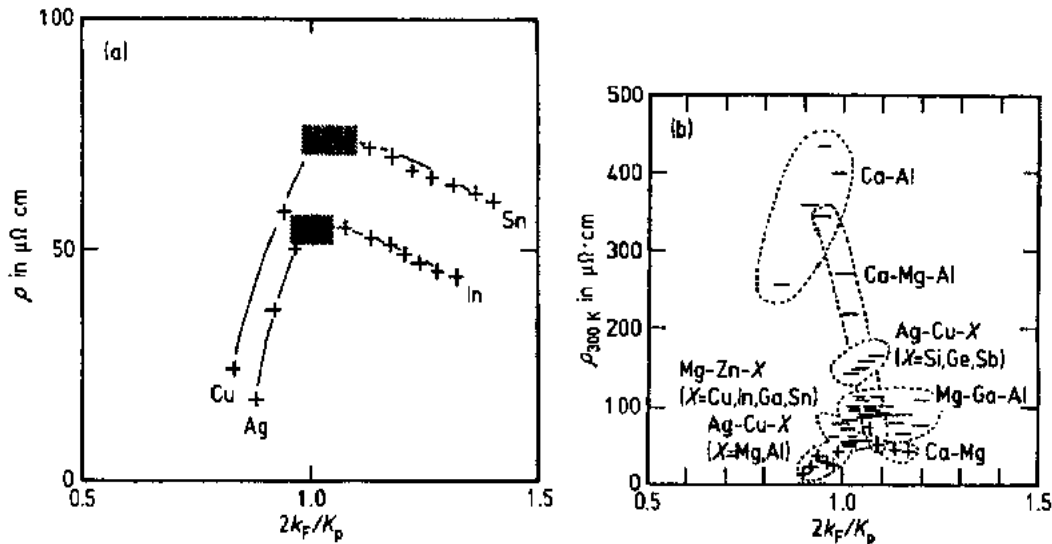 100
(a)
50
0
ρ in μΩ cm
Sn
In
Cu
Ag
0.5
1.0
1.5
2k_F/K_p
500
400
300
200
100
0
(b)
ρ_300 K in μΩ·cm
Ca-Al
Ca-Mg-Al
Ag-Cu-X
(X=Si,Ge,Sb)
Mg-Zn-X
(X=Cu,In,Ga,Sn)
Mg-Ga-Al
Ag-Cu-X
(X=Mg,Al)
Ca-Mg
0.5
1.0
1.5
2k_F/K_p